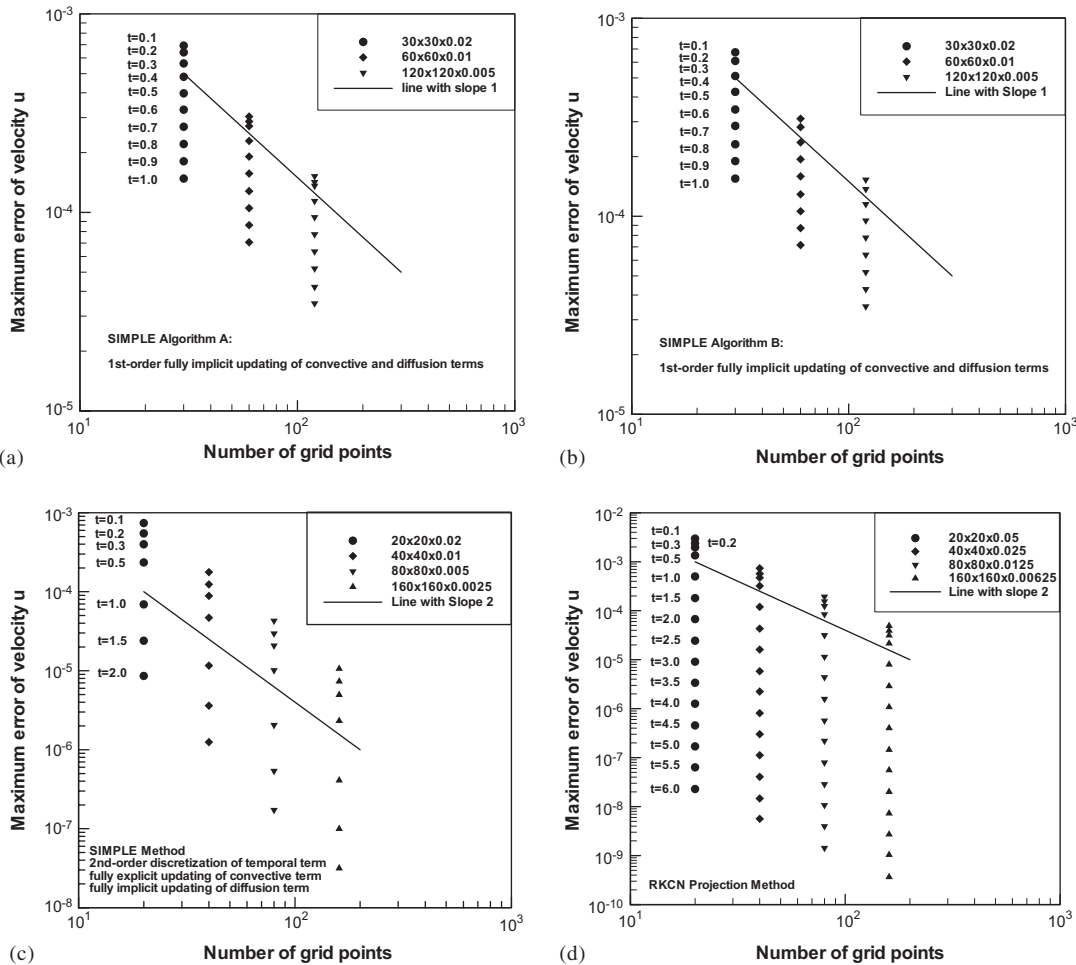 (a)
Maximum error of velocity u
10^-3
10^-4
10^-5
t=0.1
t=0.2
t=0.3
t=0.4
t=0.5
t=0.6
t=0.7
t=0.8
t=0.9
t=1.0
30x30x0.02
60x60x0.01
120x120x0.005
line with slope 1
SIMPLE Algorithm A:
1st-order fully implicit updating of convective and diffusion terms
10^1
10^2
10^3
Number of grid points
(b)
Maximum error of velocity u
10^-3
10^-4
10^-5
t=0.1
t=0.2
t=0.3
t=0.4
t=0.5
t=0.6
t=0.7
t=0.8
t=0.9
t=1.0
30x30x0.02
60x60x0.01
120x120x0.005
Line with Slope 1
SIMPLE Algorithm B:
1st-order fully implicit updating of convective and diffusion terms
10^1
10^2
10^3
Number of grid points
(c)
Maximum error of velocity u
10^-3
10^-4
10^-5
10^-6
10^-7
10^-8
t=0.1
t=0.2
t=0.3
t=0.5
t=1.0
t=1.5
t=2.0
20x20x0.02
40x40x0.01
80x80x0.005
160x160x0.0025
Line with Slope 2
SIMPLE Method
2nd-order discretization of temporal term
fully explicit updating of convective term
fully implicit updating of diffusion term
10^1
10^2
10^3
Number of grid points
(d)
Maximum error of velocity u
10^-2
10^-3
10^-4
10^-5
10^-6
10^-7
10^-8
10^-9
10^-10
t=0.1
t=0.2
t=0.3
t=0.5
t=1.0
t=1.5
t=2.0
t=2.5
t=3.0
t=3.5
t=4.0
t=4.5
t=5.0
t=5.5
t=6.0
20x20x0.05
40x40x0.025
80x80x0.0125
160x160x0.00625
Line with slope 2
RKCN Projection Method
10^1
10^2
10^3
Number of grid points